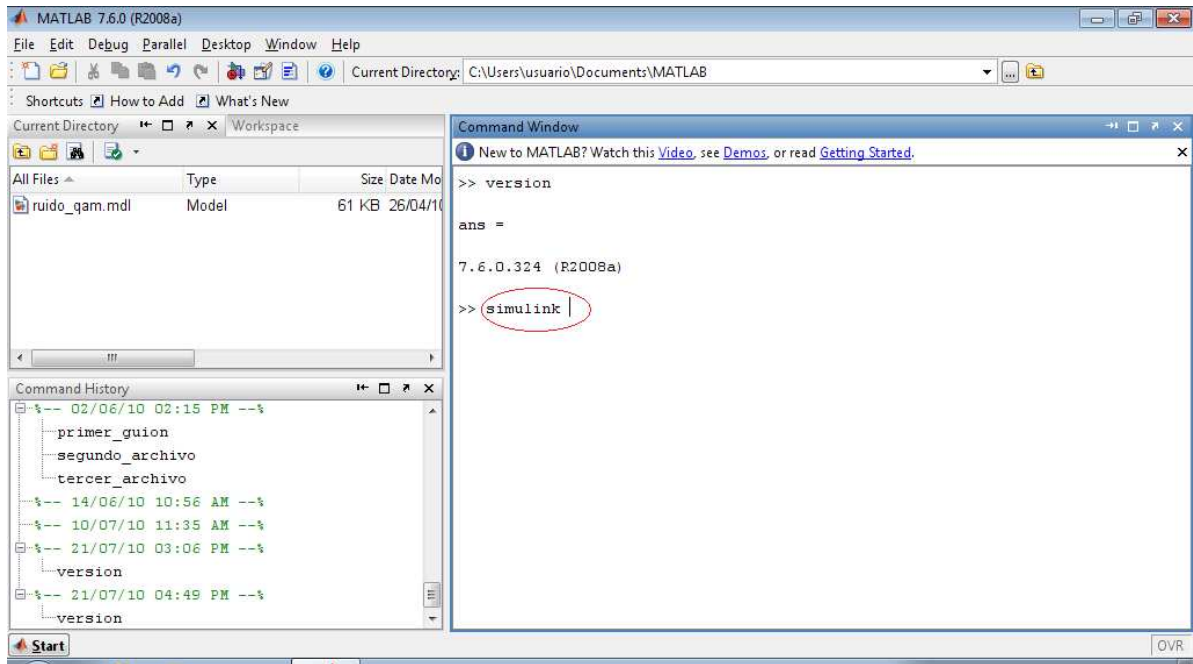 MATLAB 7.6.0 (R2008a)
File Edit Debug Parallel Desktop Window Help
Current Directory: C:\Users\usuario\Documents\MATLAB
Shortcuts How to Add What's New
Current Directory Workspace
All Files Type Size Date Mo
ruido_qam.mdl Model 61 KB 26/04/10
Command History
%-- 02/06/10 02:15 PM --%
primer_guion
segundo_archivo
tercer_archivo
%-- 14/06/10 10:56 AM --%
%-- 10/07/10 11:35 AM --%
%-- 21/07/10 03:06 PM --%
version
%-- 21/07/10 04:49 PM --%
version
Command Window
New to MATLAB? Watch this Video, see Demos, or read Getting Started.
>> version
ans =
7.6.0.324 (R2008a)
>> simulink
Start
OVR